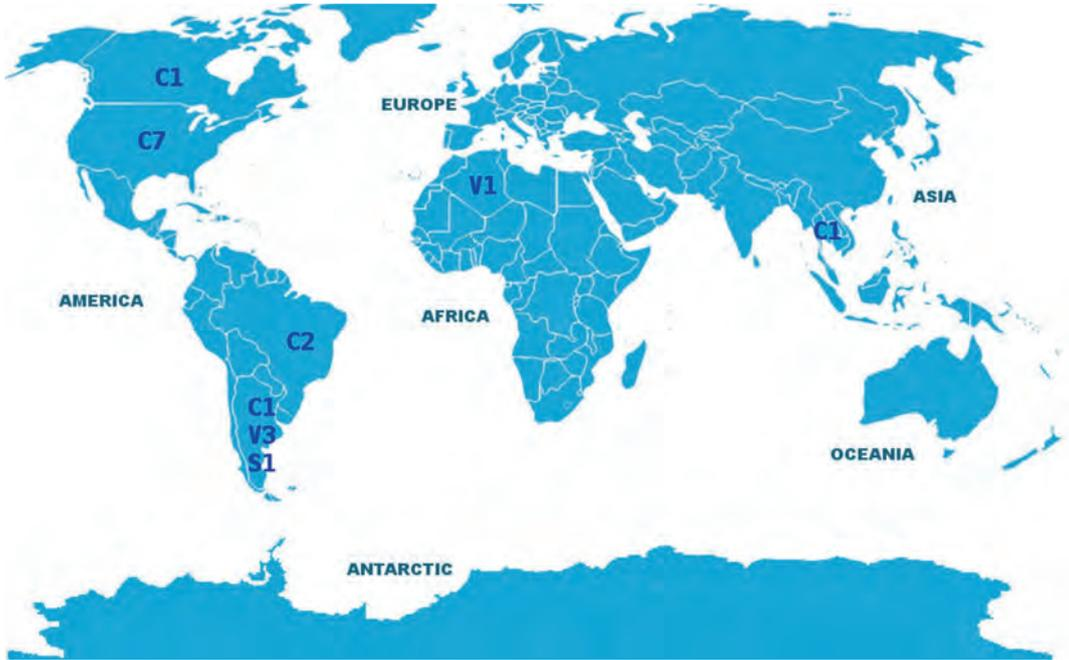 C1
EUROPE
C7
V1
ASIA
C1
AMERICA
AFRICA
C2
C1
V3
S1
OCEANIA
ANTARCTIC